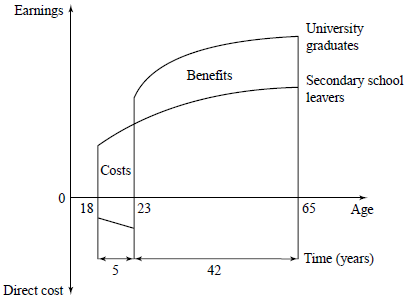 Earnings
University
graduates
Benefits
Secondary school
leavers
Costs
0
18
23
65
Age
Time (years)
5
42
Direct cost